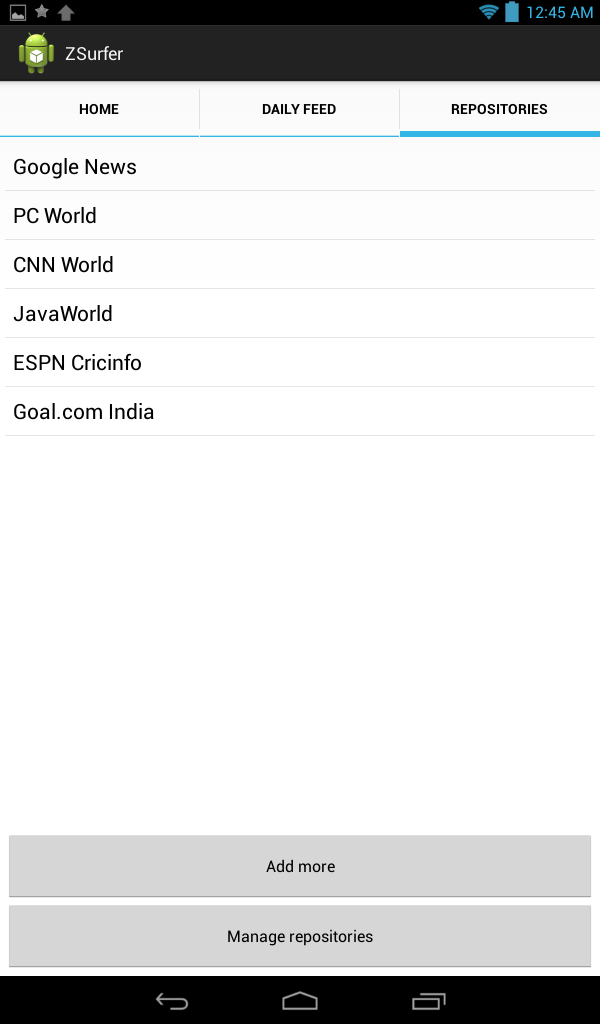 12:45 AM
ZSurfer
HOME
DAILY FEED
REPOSITORIES
Google News
PC World
CNN World
JavaWorld
ESPN Cricinfo
Goal.com India
Add more
Manage repositories